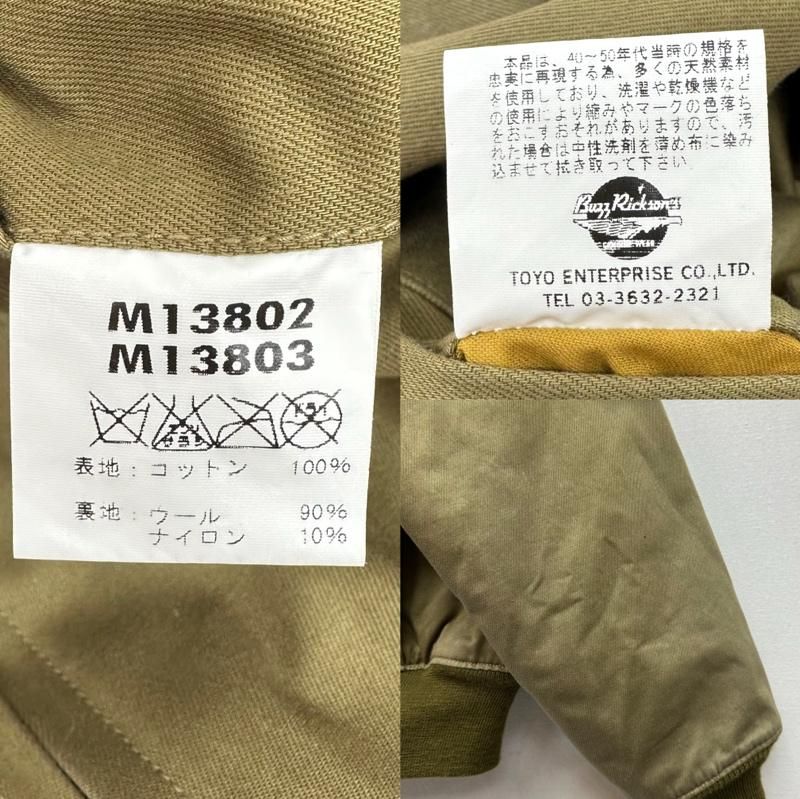 M13802
M13803
表地：コットン 100%
裏地：ウール 90%
ナイロン 10%
本品は、40～50年代当時の規格を
忠実に再現する為、多くの天然素材
を使用しており、洗濯や乾燥機など
の使用により縮みやマークの色落ち
をおこすおそれがありますので、汚
れた場合は中性洗剤を薄め布に染み
込ませて拭き取って下さい。
Buzz Rickson's
TOYO ENTERPRISE CO.,LTD.
TEL 03-3632-2321